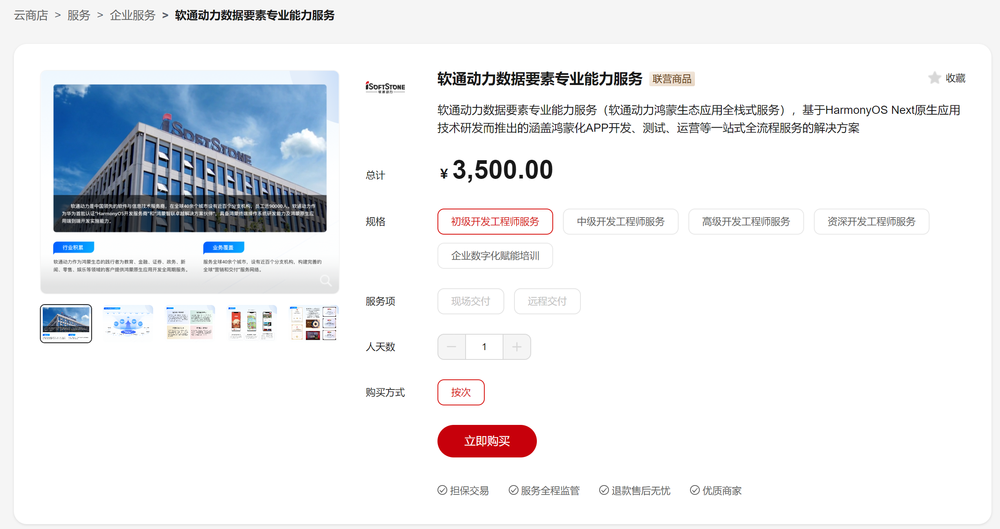 云商店 > 服务 > 企业服务 > 软通动力数据要素专业能力服务
iSOFTSTONE
软通动力
软通动力数据要素专业能力服务 联营商品
收藏
软通动力数据要素专业能力服务（软通动力鸿蒙生态应用全栈式服务），基于HarmonyOS Next原生应用
技术研发而推出的涵盖鸿蒙化APP开发、测试、运营等一站式全流程服务的解决方案
iSOFTSTONE
软通动力是中国领先的软件与信息技术服务商，在全球40余个城市设有近百个分支机构，员工近90000人。软通动力作
为华为首批认证“HarmonyOS开发服务商”和“鸿蒙智联卓越解决方案伙伴”，具备鸿蒙终端操作系统研发能力及鸿蒙原生应
用端到端开发实施能力。
行业积累
软通动力作为鸿蒙生态的践行者为教育、金融、证券、政务、新
闻、零售、娱乐等领域的客户提供鸿蒙原生应用开发全周期服务。
业务覆盖
服务全球40余个城市，设有近百个分支机构，构建完善的
全球“营销和交付”服务网络。
总计 ¥ 3,500.00
规格 初级开发工程师服务 中级开发工程师服务 高级开发工程师服务 资深开发工程师服务
企业数字化赋能培训
服务项 现场交付 远程交付
人天数 1
购买方式 按次
立即购买
担保交易 服务全程监管 退款售后无忧 优质商家